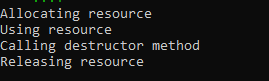 Allocating resource
Using resource
Calling destructor method
Releasing resource